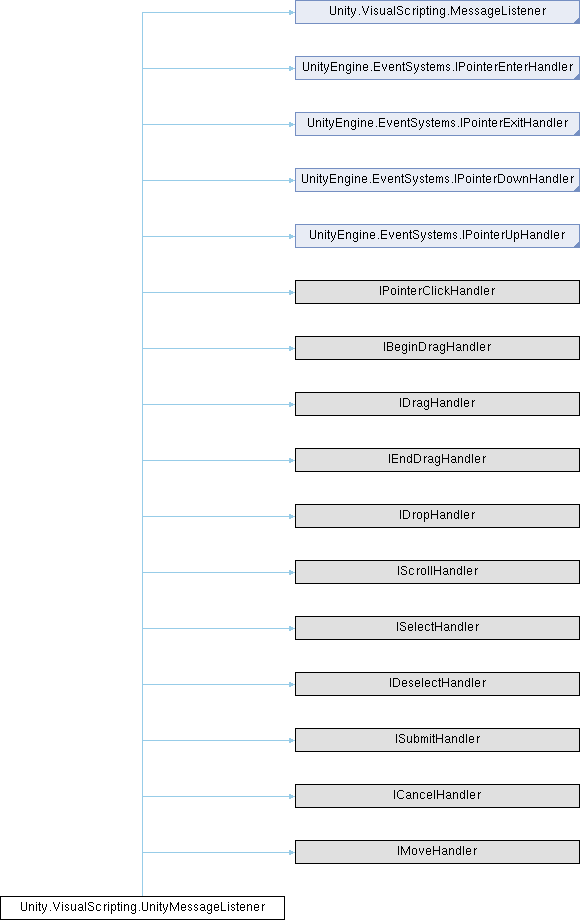 Unity.VisualScripting.MessageListener
UnityEngine.EventSystems.IPointerEnterHandler
UnityEngine.EventSystems.IPointerExitHandler
UnityEngine.EventSystems.IPointerDownHandler
UnityEngine.EventSystems.IPointerUpHandler
IPointerClickHandler
IBeginDragHandler
IDragHandler
IEndDragHandler
IDropHandler
IScrollHandler
ISelectHandler
IDeselectHandler
ISubmitHandler
ICancelHandler
IMoveHandler
Unity.VisualScripting.UnityMessageListener